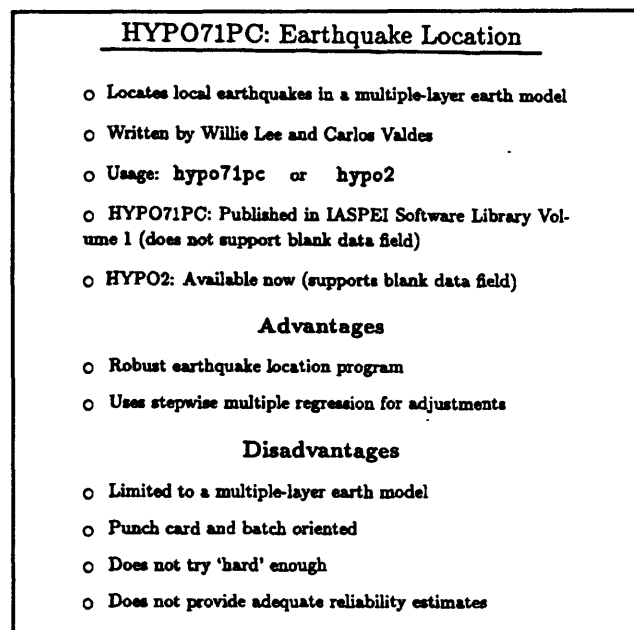 HYPO71PC: Earthquake Location
o Locates local earthquakes in a multiple-layer earth model
o Written by Willie Lee and Carlos Valdes
o Usage: hypo71pc or hypo2
o HYPO71PC: Published in IASPEI Software Library Vol-
ume 1 (does not support blank data field)
o HYPO2: Available now (supports blank data field)
Advantages
o Robust earthquake location program
o Uses stepwise multiple regression for adjustments
Disadvantages
o Limited to a multiple-layer earth model
o Punch card and batch oriented
o Does not try 'hard' enough
o Does not provide adequate reliability estimates